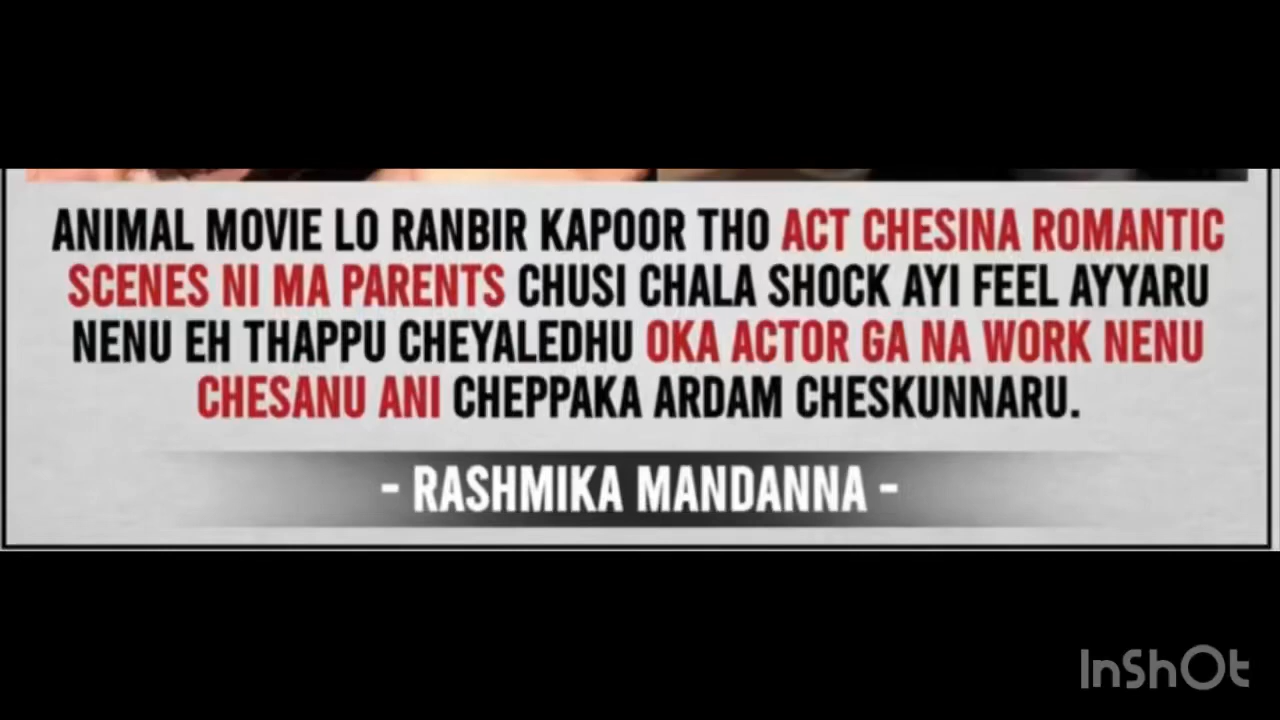 ANIMAL MOVIE LO RANBIR KAPOOR THO ACT CHESINA ROMANTIC
SCENES NI MA PARENTS CHUSI CHALA SHOCK AYI FEEL AYYARU
NENU EH THAPPU CHEYALEDHU OKA ACTOR GA NA WORK NENU
CHESANU ANI CHEPPAKA ARDAM CHESKUNNARU.
- RASHMIKA MANDANNA -
InShOt